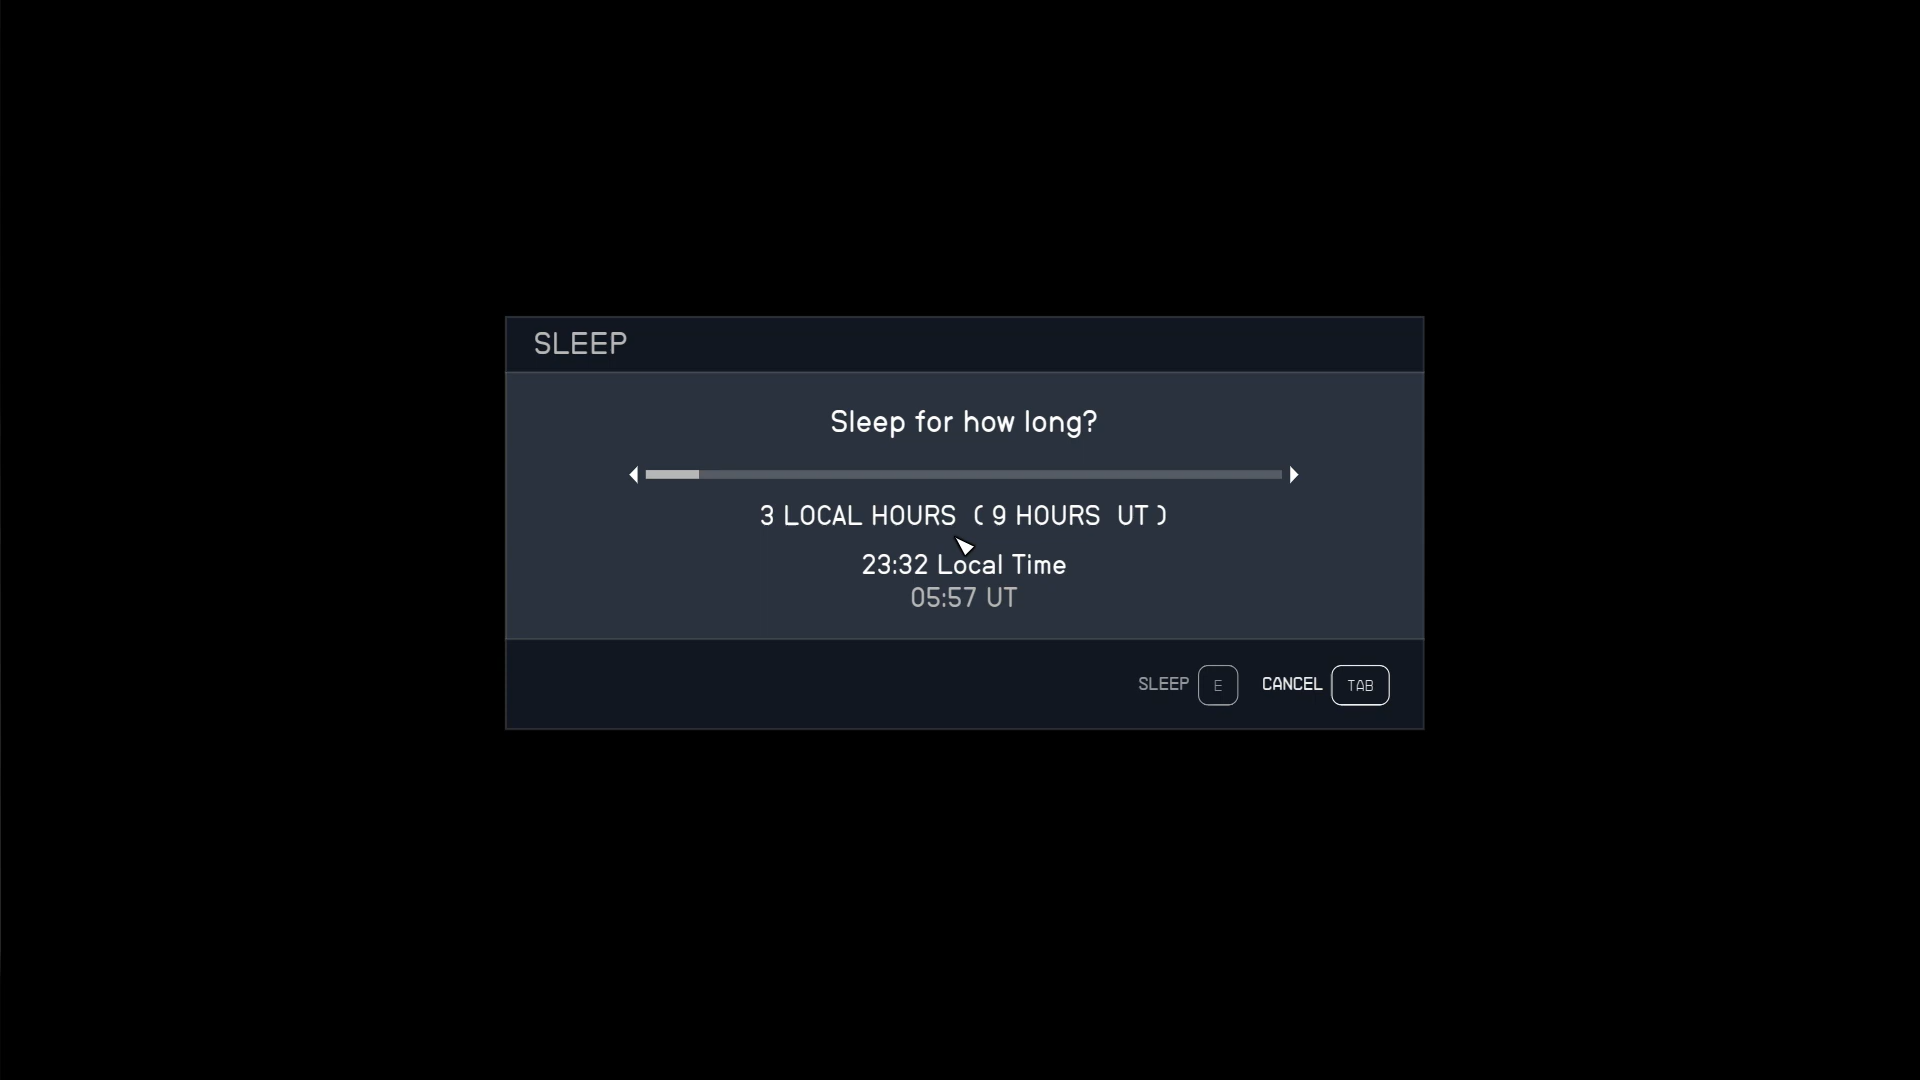 SLEEP
Sleep for how long?
3 LOCAL HOURS ( 9 HOURS UT )
23:32 Local Time
05:57 UT
SLEEP E CANCEL TAB